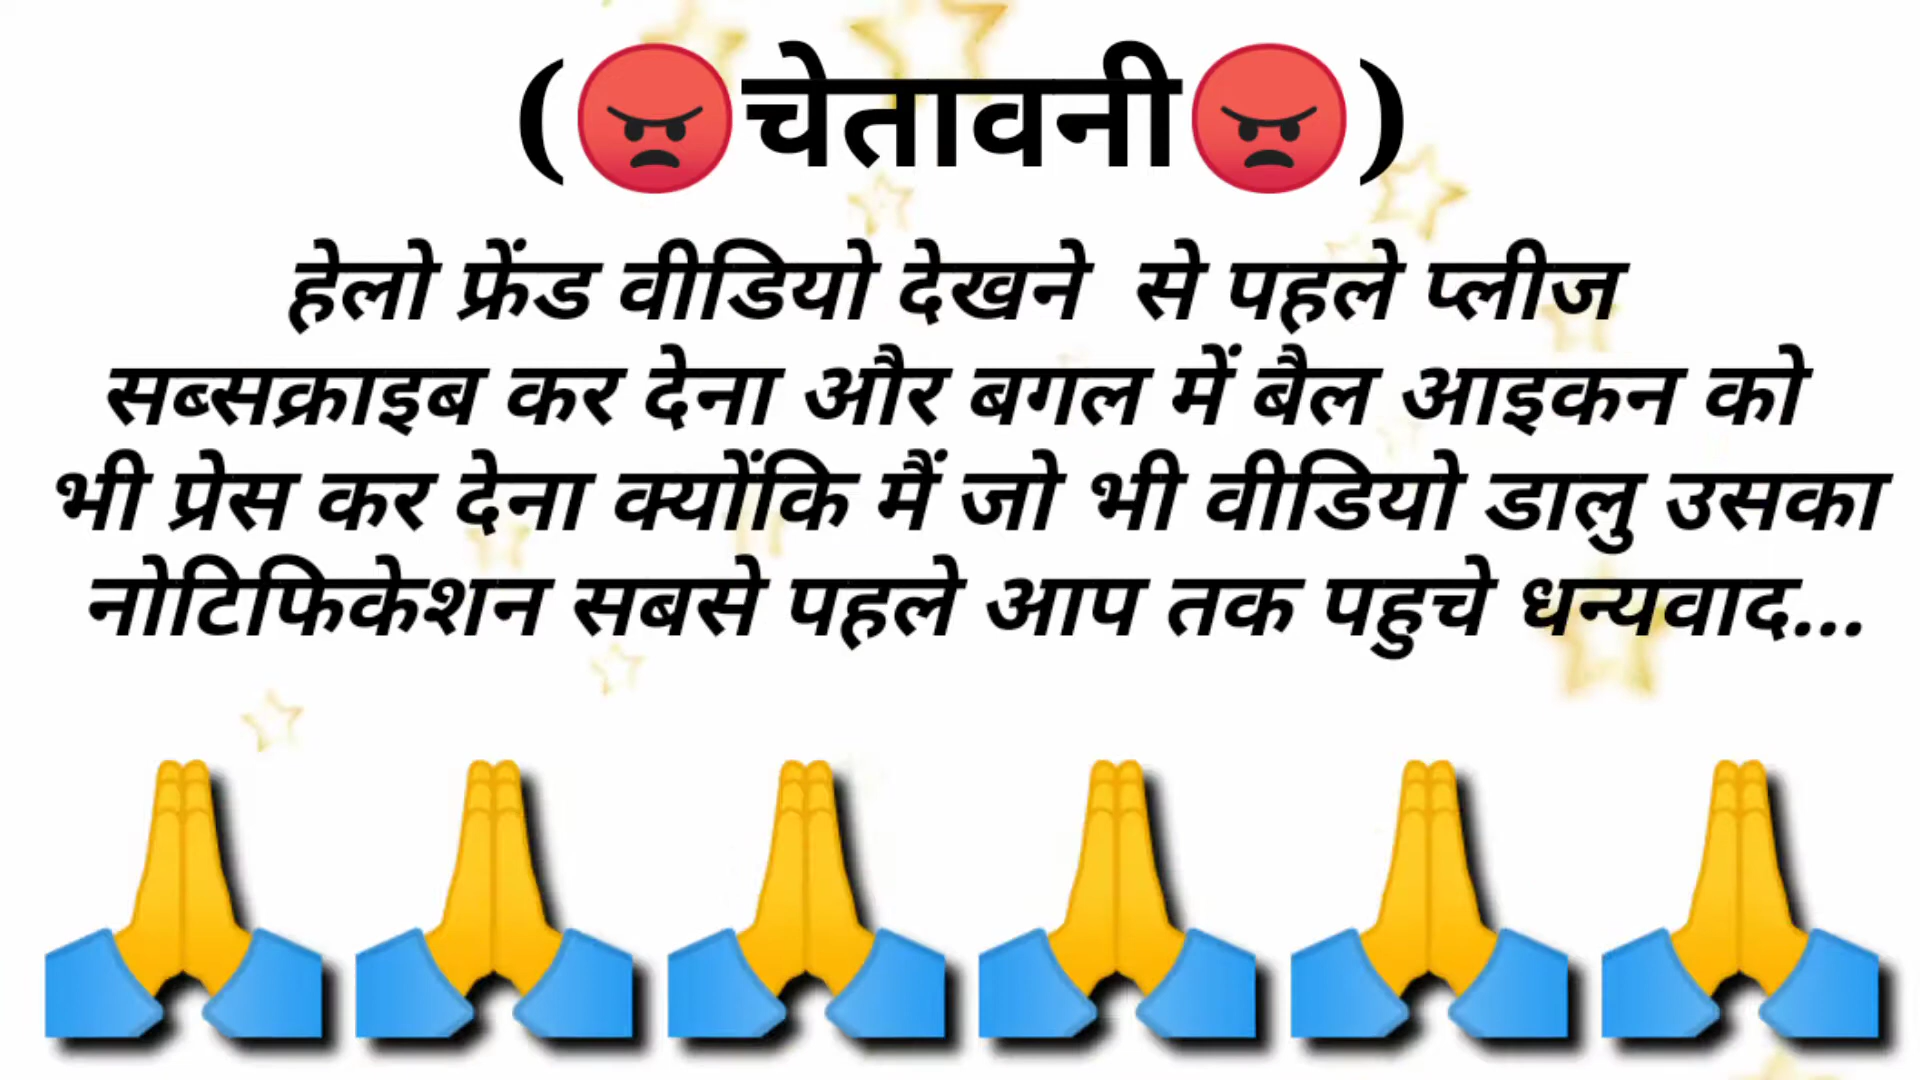 (😡चेतावनी😡)
हेलो फ्रेंड वीडियो देखने से पहले प्लीज
सब्सक्राइब कर देना और बगल में बैल आइकन को
भी प्रेस कर देना क्योंकि मैं जो भी वीडियो डालु उसका
नोटिफिकेशन सबसे पहले आप तक पहुचे धन्यवाद...
🙏🙏🙏🙏🙏🙏